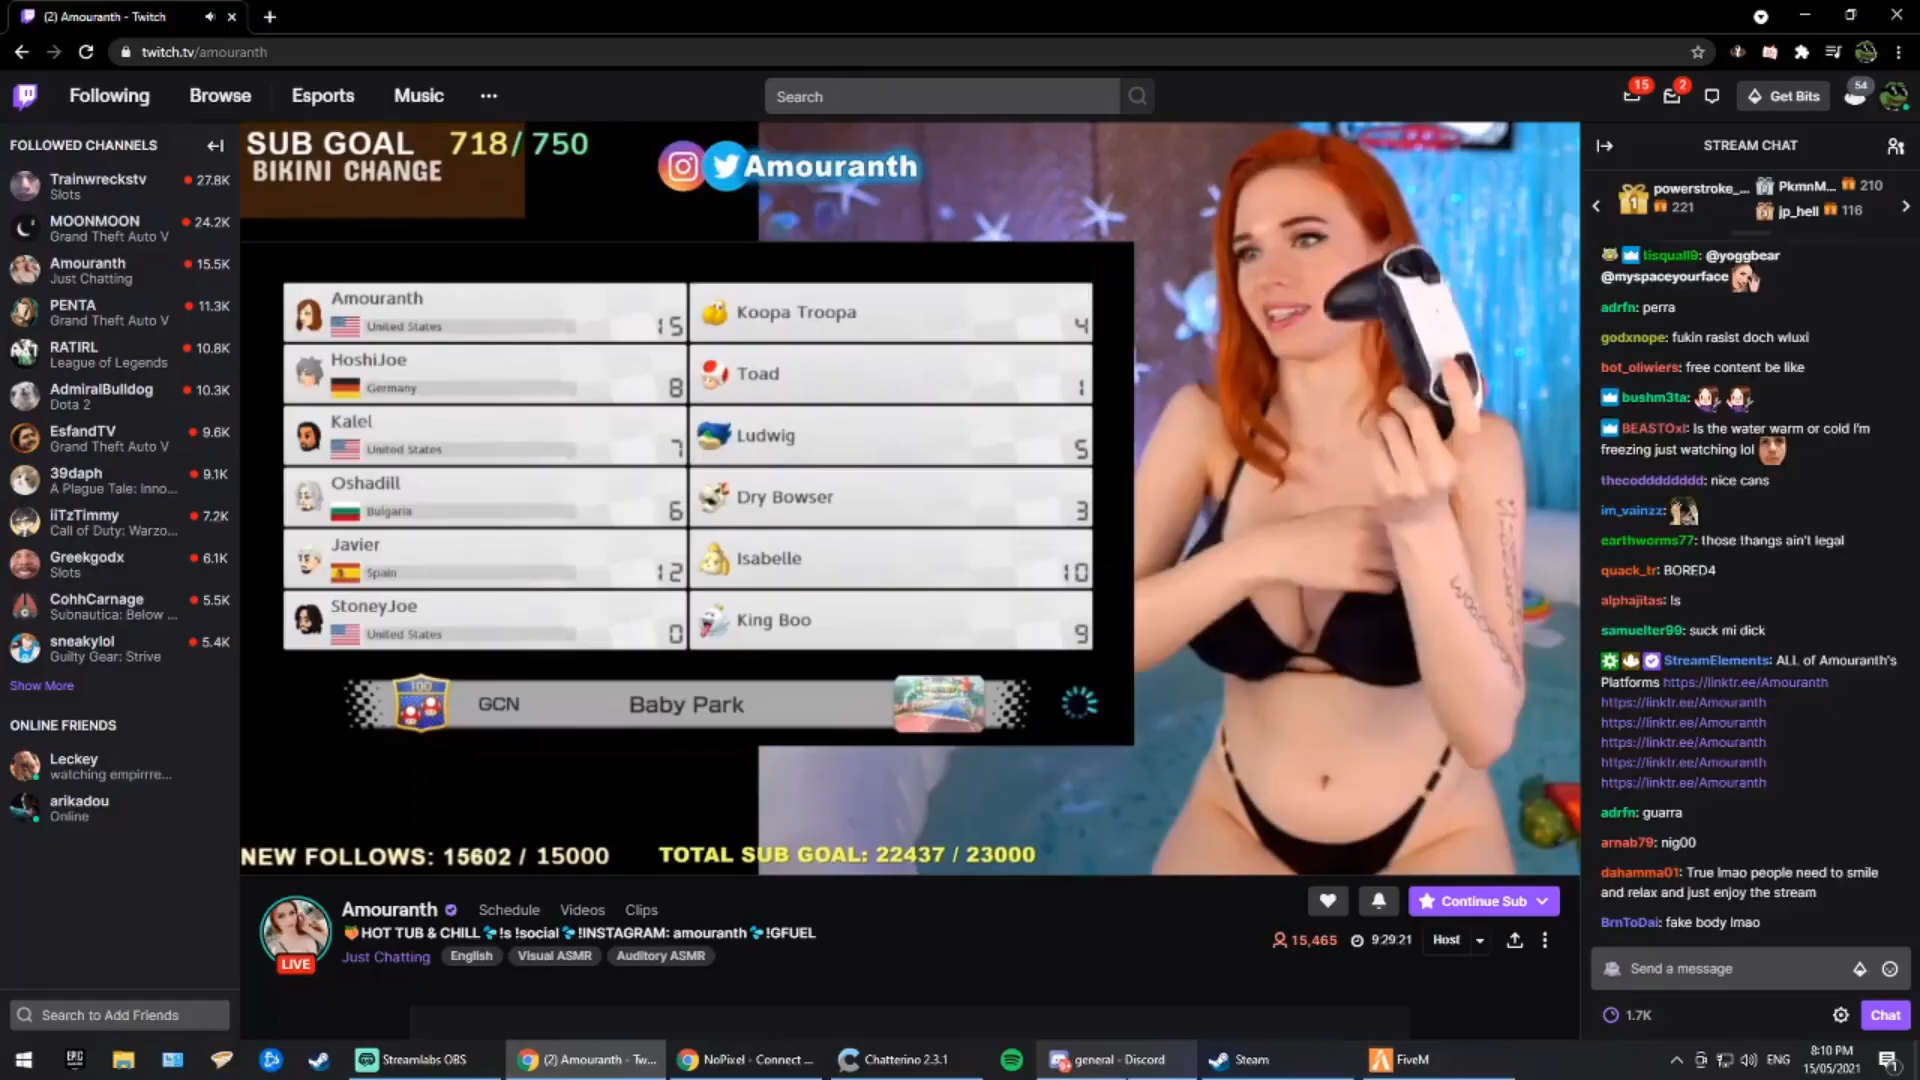 (2) Amouranth - Twitch
twitch.tv/amouranth
Following
Browse
Esports
Music
Search
15
2
Get Bits
54
FOLLOWED CHANNELS
Trainwreckstv
27.8K
Slots
MOONMOON
24.2K
Grand Theft Auto V
Amouranth
15.5K
Just Chatting
PENTA
11.3K
Grand Theft Auto V
RATIRL
10.8K
League of Legends
AdmiralBulldog
10.3K
Dota 2
EsfandTV
9.6K
Grand Theft Auto V
39daph
9.1K
A Plague Tale: Inno...
iiTzTimmy
7.2K
Call of Duty: Warzo...
Greekgodx
6.1K
Slots
CohhCarnage
5.5K
Subnautica: Below ...
sneakylol
5.4K
Guilty Gear: Strive
Show More
ONLINE FRIENDS
Leckey
watching empirrre...
arikadou
Online
Search to Add Friends
SUB GOAL 718/ 750
BIKINI CHANGE
Amouranth
Amouranth
United States
15
HoshiJoe
Germany
8
Kalel
United States
7
Oshadill
Bulgaria
6
Javier
Spain
12
StoneyJoe
United States
0
Koopa Troopa
4
Toad
1
Ludwig
5
Dry Bowser
3
Isabelle
10
King Boo
9
100
GCN
Baby Park
NEW FOLLOWS: 15602 / 15000
TOTAL SUB GOAL: 22437 / 23000
Amouranth
Schedule
Videos
Clips
HOT TUB & CHILL !s !social !INSTAGRAM: amouranth !GFUEL
Just Chatting
English
Visual ASMR
Auditory ASMR
LIVE
Continue Sub
15,465
9:29:21
Host
STREAM CHAT
1
powerstroke_...
221
PkmnM...
210
jp_hell
116
tisquall9: @yoggbear
@myspaceyourface
adrfn: perra
godxnope: fukin rasist doch wluxi
bot_oliwiers: free content be like
bushm3ta:
BEASTOxl: Is the water warm or cold I'm
freezing just watching lol
thecodddddddd: nice cans
im_vainzz:
earthworms77: those thangs ain't legal
quack_tr: BORED4
alphajitas: !s
samuelter99: suck mi dick
StreamElements: ALL of Amouranth's
Platforms https://linktr.ee/Amouranth
https://linktr.ee/Amouranth
https://linktr.ee/Amouranth
https://linktr.ee/Amouranth
https://linktr.ee/Amouranth
https://linktr.ee/Amouranth
adrfn: guarra
arnab79: nig00
dahamma01: True lmao people need to smile
and relax and just enjoy the stream
BrnToDai: fake body lmao
Send a message
1.7K
Chat
EPIC
Streamlabs OBS
(2) Amouranth - Tw...
NoPixel - Connect ...
Chatterino 2.3.1
general - Discord
Steam
FiveM
ENG
8:10 PM
15/05/2021
1